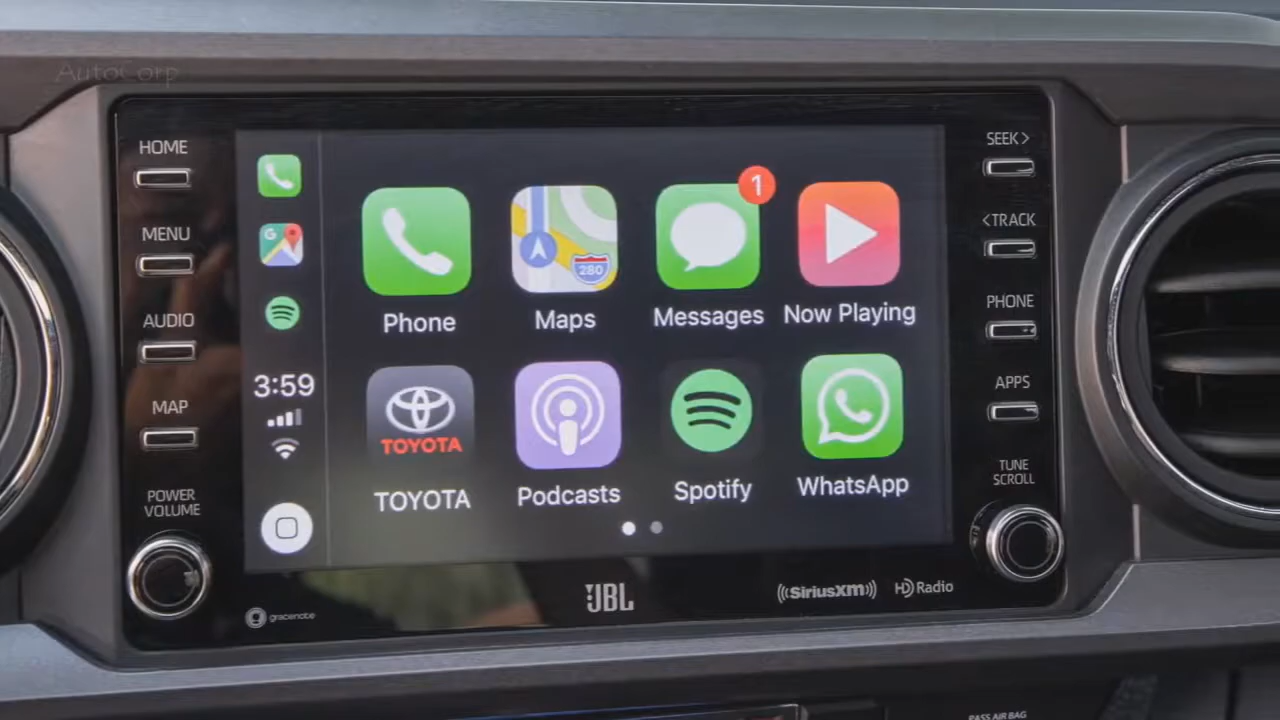 AutoCorp
HOME
MENU
AUDIO
MAP
POWER
VOLUME
G
3:59
280
1
Phone
Maps
Messages
Now Playing
TOYOTA
TOYOTA
Podcasts
Spotify
WhatsApp
SEEK>
<TRACK
PHONE
APPS
TUNE
SCROLL
gracenote
JBL
((SiriusXM))
HD Radio
PASS AIR BAG